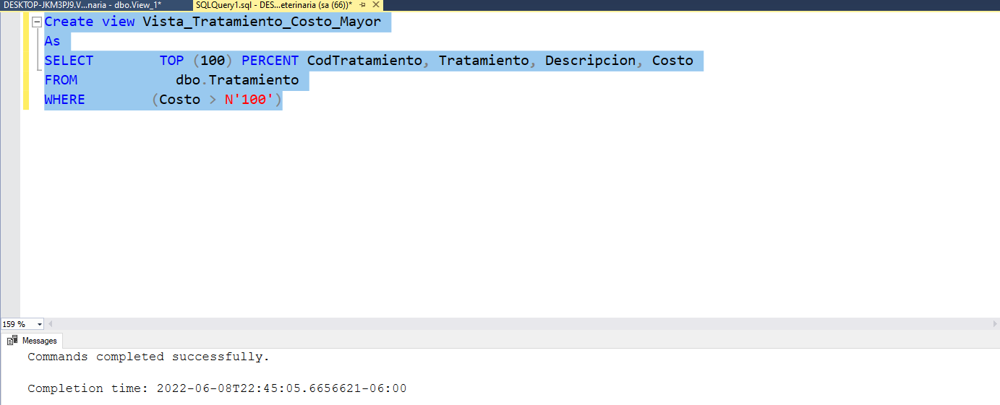 DESKTOP-JKM3PJ9.V...naria - dbo.View_1*
SQLQuery1.sql - DES...eterinaria (sa (66))*
Create view Vista_Tratamiento_Costo_Mayor
As
SELECT TOP (100) PERCENT CodTratamiento, Tratamiento, Descripcion, Costo
FROM dbo.Tratamiento
WHERE (Costo > N'100')
159 %
Messages
Commands completed successfully.
Completion time: 2022-06-08T22:45:05.6656621-06:00